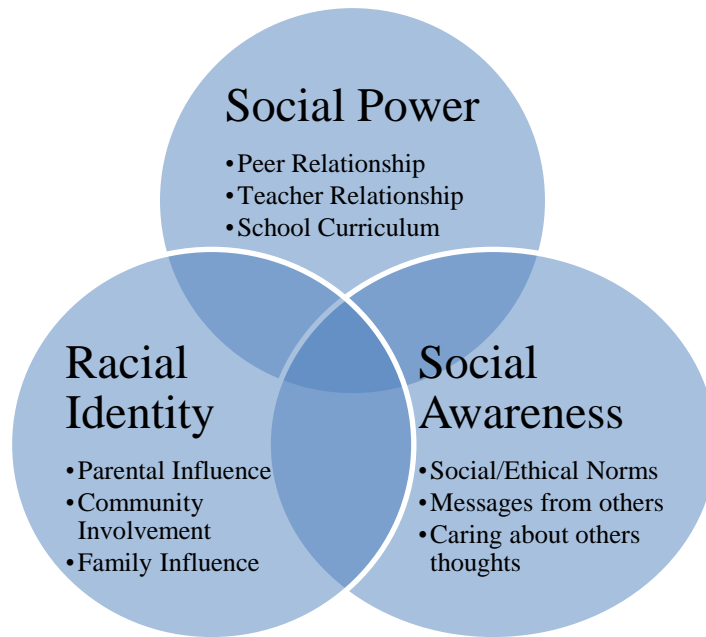 Social Power
•Peer Relationship
•Teacher Relationship
•School Curriculum
Racial
Identity
•Parental Influence
•Community
Involvement
•Family Influence
Social
Awareness
•Social/Ethical Norms
•Messages from others
•Caring about others
thoughts